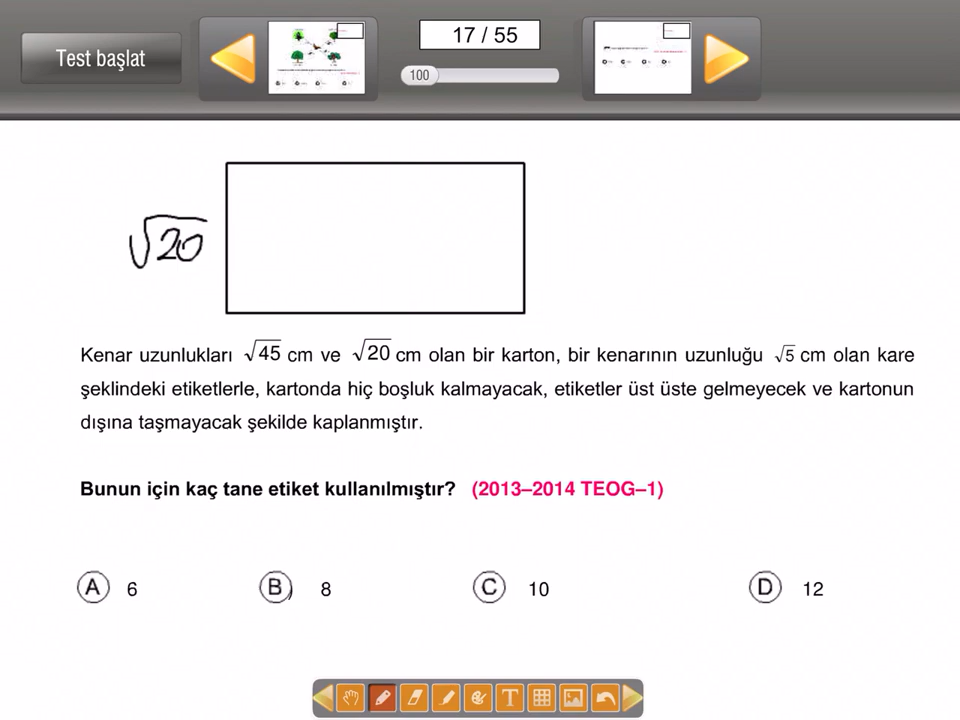 Test başlat
17 / 55
100
√20
Kenar uzunlukları √45 cm ve √20 cm olan bir karton, bir kenarının uzunluğu √5 cm olan kare
şeklindeki etiketlerle, kartonda hiç boşluk kalmayacak, etiketler üst üste gelmeyecek ve kartonun
dışına taşmayacak şekilde kaplanmıştır.
Bunun için kaç tane etiket kullanılmıştır? (2013–2014 TEOG–1)
A 6 B) 8 C 10 D 12
T